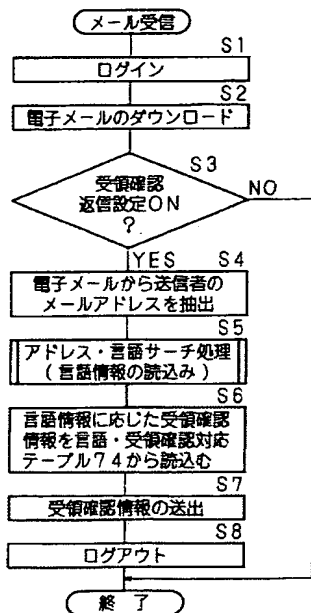 メール受信
S1
ログイン
S2
電子メールのダウンロード
S3
受領確認
返信設定ON
?
NO
YES
S4
電子メールから送信者の
メールアドレスを抽出
S5
アドレス・言語サーチ処理
(言語情報の読込み)
S6
言語情報に応じた受領確認
情報を言語・受領確認対応
テーブル74から読込む
S7
受領確認情報の送出
S8
ログアウト
終了